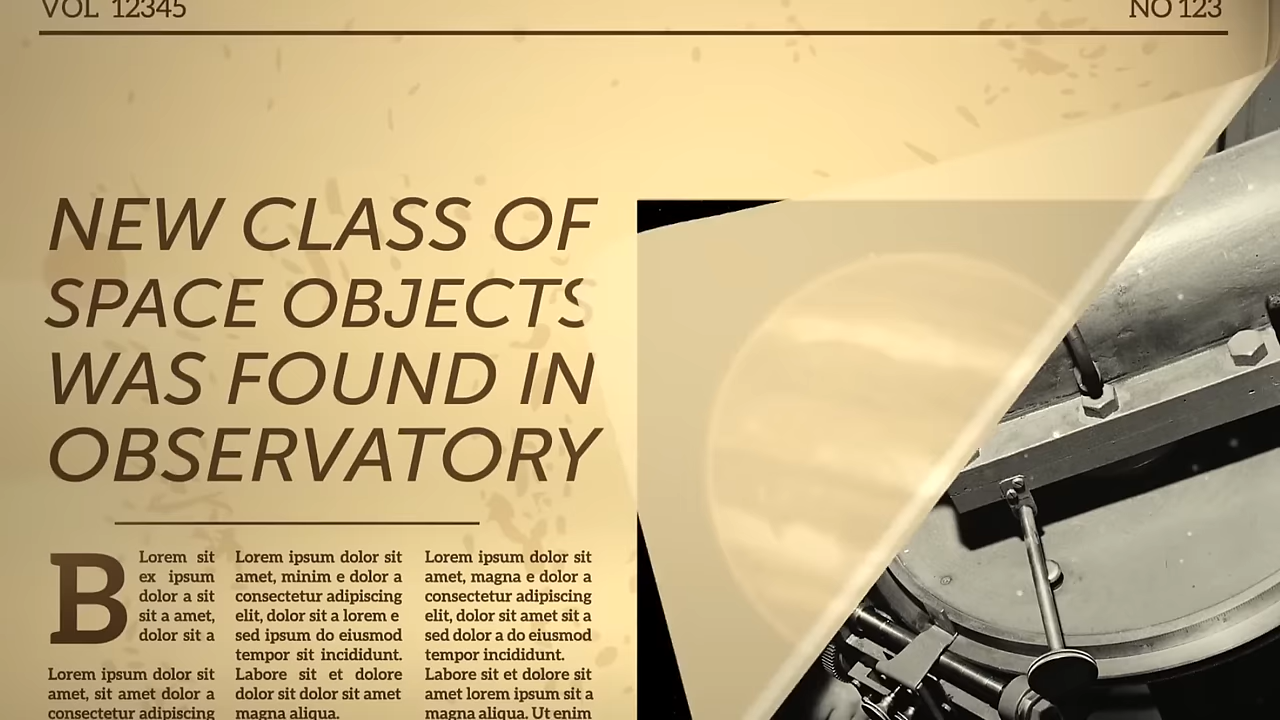 VOL 12345
NO 123
NEW CLASS OF
SPACE OBJECTS
WAS FOUND IN
OBSERVATORY
B
Lorem sit
ex ipsum
dolor a sit
sit a amet,
dolor sit a
Lorem ipsum dolor sit
amet, sit amet dolor a
consectetur adipiscing
Lorem ipsum dolor sit
amet, minim e dolor a
consectetur adipiscing
elit, dolor sit a lorem e
sed ipsum do eiusmod
tempor sit incididunt.
Labore sit et dolore
dolor sit dolor sit amet
magna aliqua.
Lorem ipsum dolor sit
amet, magna e dolor a
consectetur adipiscing
elit, dolor sit amet sit a
sed dolor a do eiusmod
tempor incididunt.
Labore sit et dolore sit
amet lorem ipsum sit a
magna aliqua. Ut enim